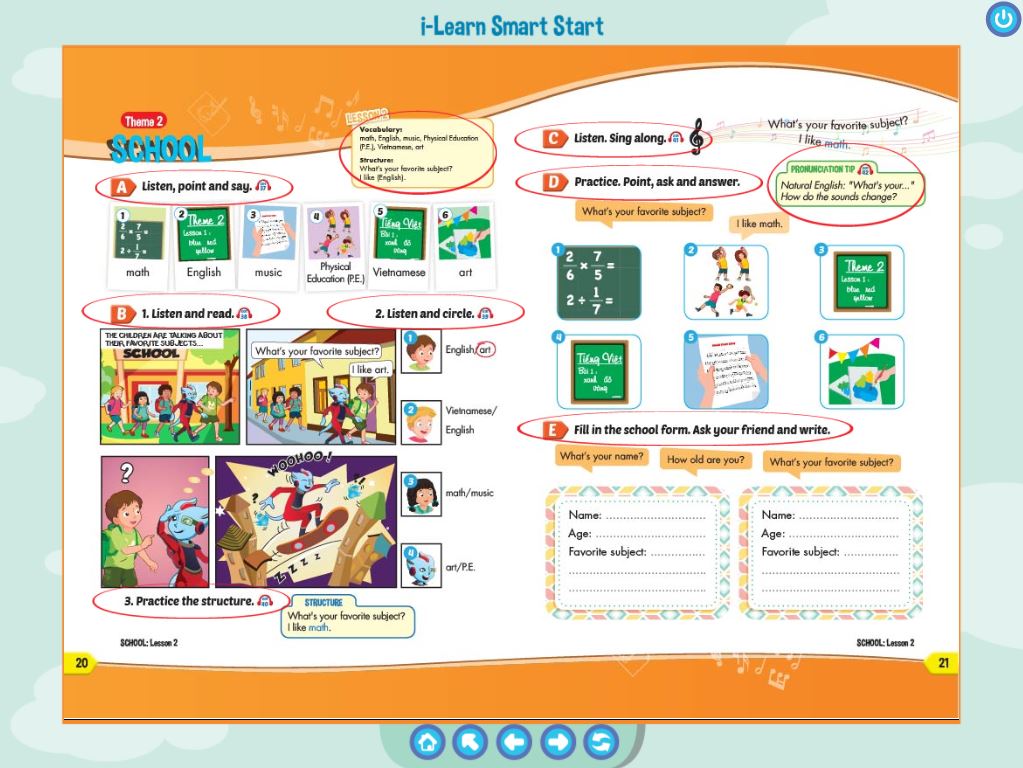 i-Learn Smart Start
Theme 2
SCHOOL
LESSON 2
Vocabulary:
math, English, music, Physical Education
(P.E.), Vietnamese, art
Structure:
What's your favorite subject?
I like (English).
A Listen, point and say.
1
2/6 × 7/5 =
2 ÷ 1/7 =
math
2
Theme 2
Lesson 1:
blue red
yellow
English
3
music
4
Physical
Education (P.E.)
5
Tiếng Việt
Bài 1:
xanh đỏ
vàng
Vietnamese
6
art
B 1. Listen and read.
THE CHILDREN ARE TALKING ABOUT
THEIR FAVORITE SUBJECTS...
SCHOOL
What's your favorite subject?
I like art.
?
WOOHOO!
?
?
ZZZZ
2. Listen and circle.
1
English/art
2
Vietnamese/
English
3
math/music
4
art/P.E.
3. Practice the structure.
STRUCTURE
What's your favorite subject?
I like math.
SCHOOL: Lesson 2
20
C Listen. Sing along.
What's your favorite subject?
I like math.
D Practice. Point, ask and answer.
PRONUNCIATION TIP
Natural English: "What's your..."
How do the sounds change?
What's your favorite subject?
I like math.
1
2/6 × 7/5 =
2 ÷ 1/7 =
2
3
Theme 2
Lesson 1:
blue red
yellow
4
Tiếng Việt
Bài 1:
xanh đỏ
vàng
5
6
E Fill in the school form. Ask your friend and write.
What's your name?
How old are you?
What's your favorite subject?
Name: ..............................
Age: ..............................
Favorite subject: ................
..............................
..............................
Name: ..............................
Age: ..............................
Favorite subject: ................
..............................
..............................
SCHOOL: Lesson 2
21